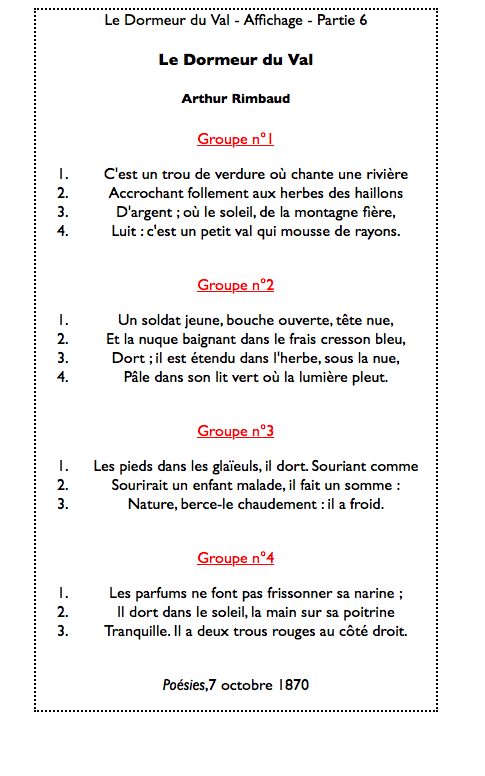 Le Dormeur du Val - Affichage - Partie 6
Le Dormeur du Val
Arthur Rimbaud
Groupe n°1
1. C'est un trou de verdure où chante une rivière
2. Accrochant follement aux herbes des haillons
3. D'argent ; où le soleil, de la montagne fière,
4. Luit : c'est un petit val qui mousse de rayons.
Groupe n°2
1. Un soldat jeune, bouche ouverte, tête nue,
2. Et la nuque baignant dans le frais cresson bleu,
3. Dort ; il est étendu dans l'herbe, sous la nue,
4. Pâle dans son lit vert où la lumière pleut.
Groupe n°3
1. Les pieds dans les glaïeuls, il dort. Souriant comme
2. Sourirait un enfant malade, il fait un somme :
3. Nature, berce-le chaudement : il a froid.
Groupe n°4
1. Les parfums ne font pas frissonner sa narine ;
2. Il dort dans le soleil, la main sur sa poitrine
3. Tranquille. Il a deux trous rouges au côté droit.
Poésies,7 octobre 1870